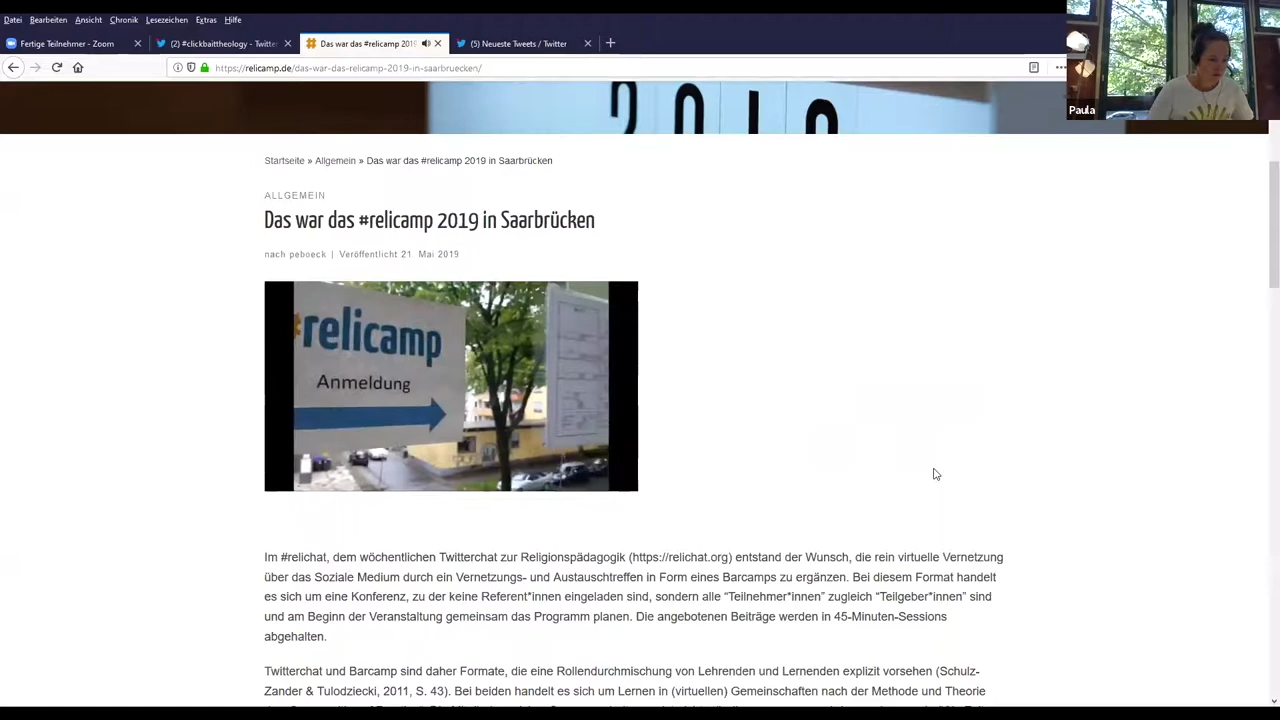 Datei Bearbeiten Ansicht Chronik Lesezeichen Extras Hilfe
Fertige Teilnehmer - Zoom (2) #clickbaittheology - Twitte Das war das #relicamp 2019 (5) Neueste Tweets / Twitter
https://relicamp.de/das-war-das-relicamp-2019-in-saarbruecken/
Paula
2019
Startseite » Allgemein » Das war das #relicamp 2019 in Saarbrücken
ALLGEMEIN
Das war das #relicamp 2019 in Saarbrücken
nach peboeck | Veröffentlicht 21. Mai 2019
#relicamp
Anmeldung
Im #relichat, dem wöchentlichen Twitterchat zur Religionspädagogik (https://relichat.org) entstand der Wunsch, die rein virtuelle Vernetzung
über das Soziale Medium durch ein Vernetzungs- und Austauschtreffen in Form eines Barcamps zu ergänzen. Bei diesem Format handelt
es sich um eine Konferenz, zu der keine Referent*innen eingeladen sind, sondern alle “Teilnehmer*innen” zugleich “Teilgeber*innen” sind
und am Beginn der Veranstaltung gemeinsam das Programm planen. Die angebotenen Beiträge werden in 45-Minuten-Sessions
abgehalten.
Twitterchat und Barcamp sind daher Formate, die eine Rollendurchmischung von Lehrenden und Lernenden explizit vorsehen (Schulz-
Zander & Tulodziecki, 2011, S. 43). Bei beiden handelt es sich um Lernen in (virtuellen) Gemeinschaften nach der Methode und Theorie